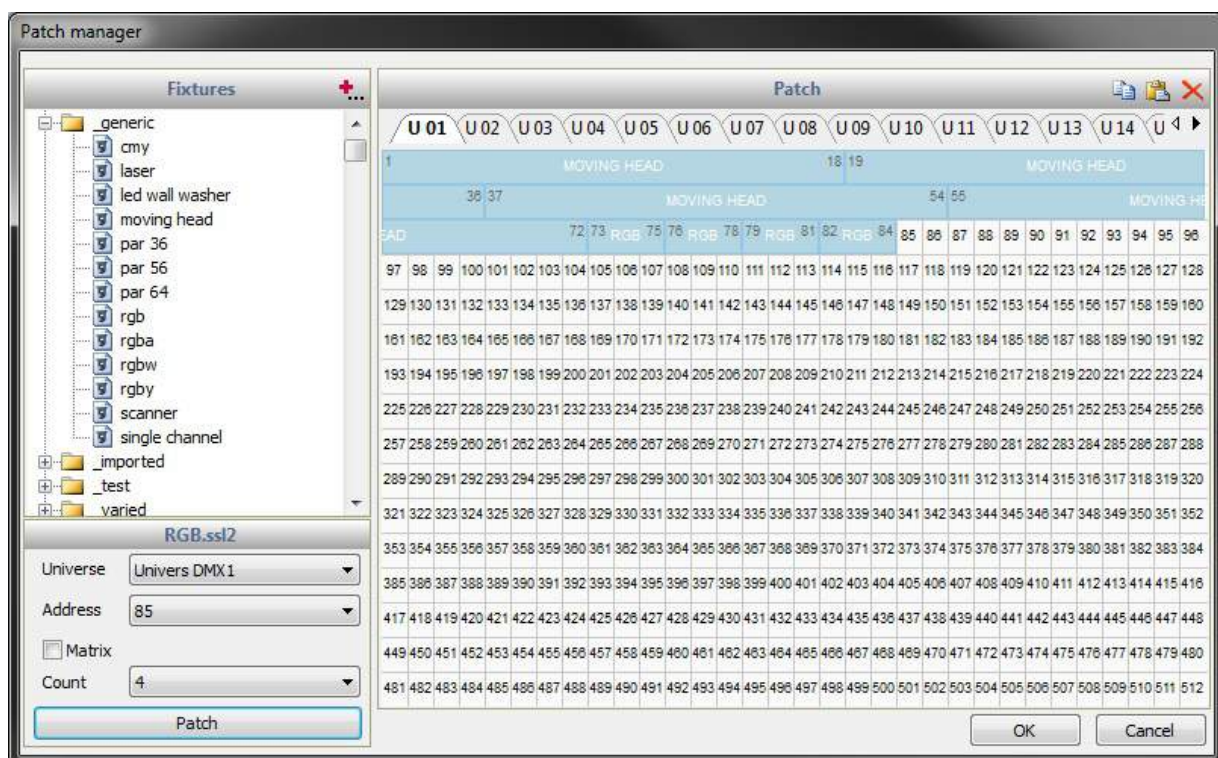 Patch manager
Fixtures
_generic
cmy
laser
led wall washer
moving head
par 36
par 56
par 64
rgb
rgba
rgbw
rgby
scanner
single channel
_imported
_test
_varied
RGB.ssl2
Universe Univers DMX1
Address 85
Matrix
Count 4
Patch
Patch
U 01 U 02 U 03 U 04 U 05 U 06 U 07 U 08 U 09 U 10 U 11 U 12 U 13 U 14 U
1 MOVING HEAD 18 19 MOVING HEAD
36 37 MOVING HEAD 54 55 MOVING HE
EAD 72 73 RGB 75 76 RGB 78 79 RGB 81 82 RGB 84 85 86 87 88 89 90 91 92 93 94 95 96
97 98 99 100 101 102 103 104 105 106 107 108 109 110 111 112 113 114 115 116 117 118 119 120 121 122 123 124 125 126 127 128
129 130 131 132 133 134 135 136 137 138 139 140 141 142 143 144 145 146 147 148 149 150 151 152 153 154 155 156 157 158 159 160
161 162 163 164 165 166 167 168 169 170 171 172 173 174 175 176 177 178 179 180 181 182 183 184 185 186 187 188 189 190 191 192
193 194 195 196 197 198 199 200 201 202 203 204 205 206 207 208 209 210 211 212 213 214 215 216 217 218 219 220 221 222 223 224
225 226 227 228 229 230 231 232 233 234 235 236 237 238 239 240 241 242 243 244 245 246 247 248 249 250 251 252 253 254 255 256
257 258 259 260 261 262 263 264 265 266 267 268 269 270 271 272 273 274 275 276 277 278 279 280 281 282 283 284 285 286 287 288
289 290 291 292 293 294 295 296 297 298 299 300 301 302 303 304 305 306 307 308 309 310 311 312 313 314 315 316 317 318 319 320
321 322 323 324 325 326 327 328 329 330 331 332 333 334 335 336 337 338 339 340 341 342 343 344 345 346 347 348 349 350 351 352
353 354 355 356 357 358 359 360 361 362 363 364 365 366 367 368 369 370 371 372 373 374 375 376 377 378 379 380 381 382 383 384
385 386 387 388 389 390 391 392 393 394 395 396 397 398 399 400 401 402 403 404 405 406 407 408 409 410 411 412 413 414 415 416
417 418 419 420 421 422 423 424 425 426 427 428 429 430 431 432 433 434 435 436 437 438 439 440 441 442 443 444 445 446 447 448
449 450 451 452 453 454 455 456 457 458 459 460 461 462 463 464 465 466 467 468 469 470 471 472 473 474 475 476 477 478 479 480
481 482 483 484 485 486 487 488 489 490 491 492 493 494 495 496 497 498 499 500 501 502 503 504 505 506 507 508 509 510 511 512
OK Cancel